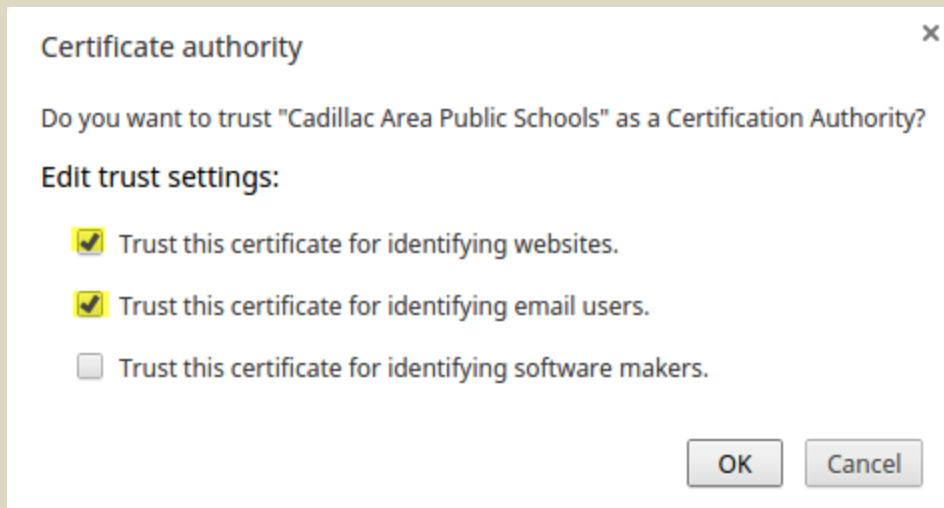 Certificate authority
Do you want to trust "Cadillac Area Public Schools" as a Certification Authority?
Edit trust settings:
Trust this certificate for identifying websites.
Trust this certificate for identifying email users.
Trust this certificate for identifying software makers.
OK Cancel